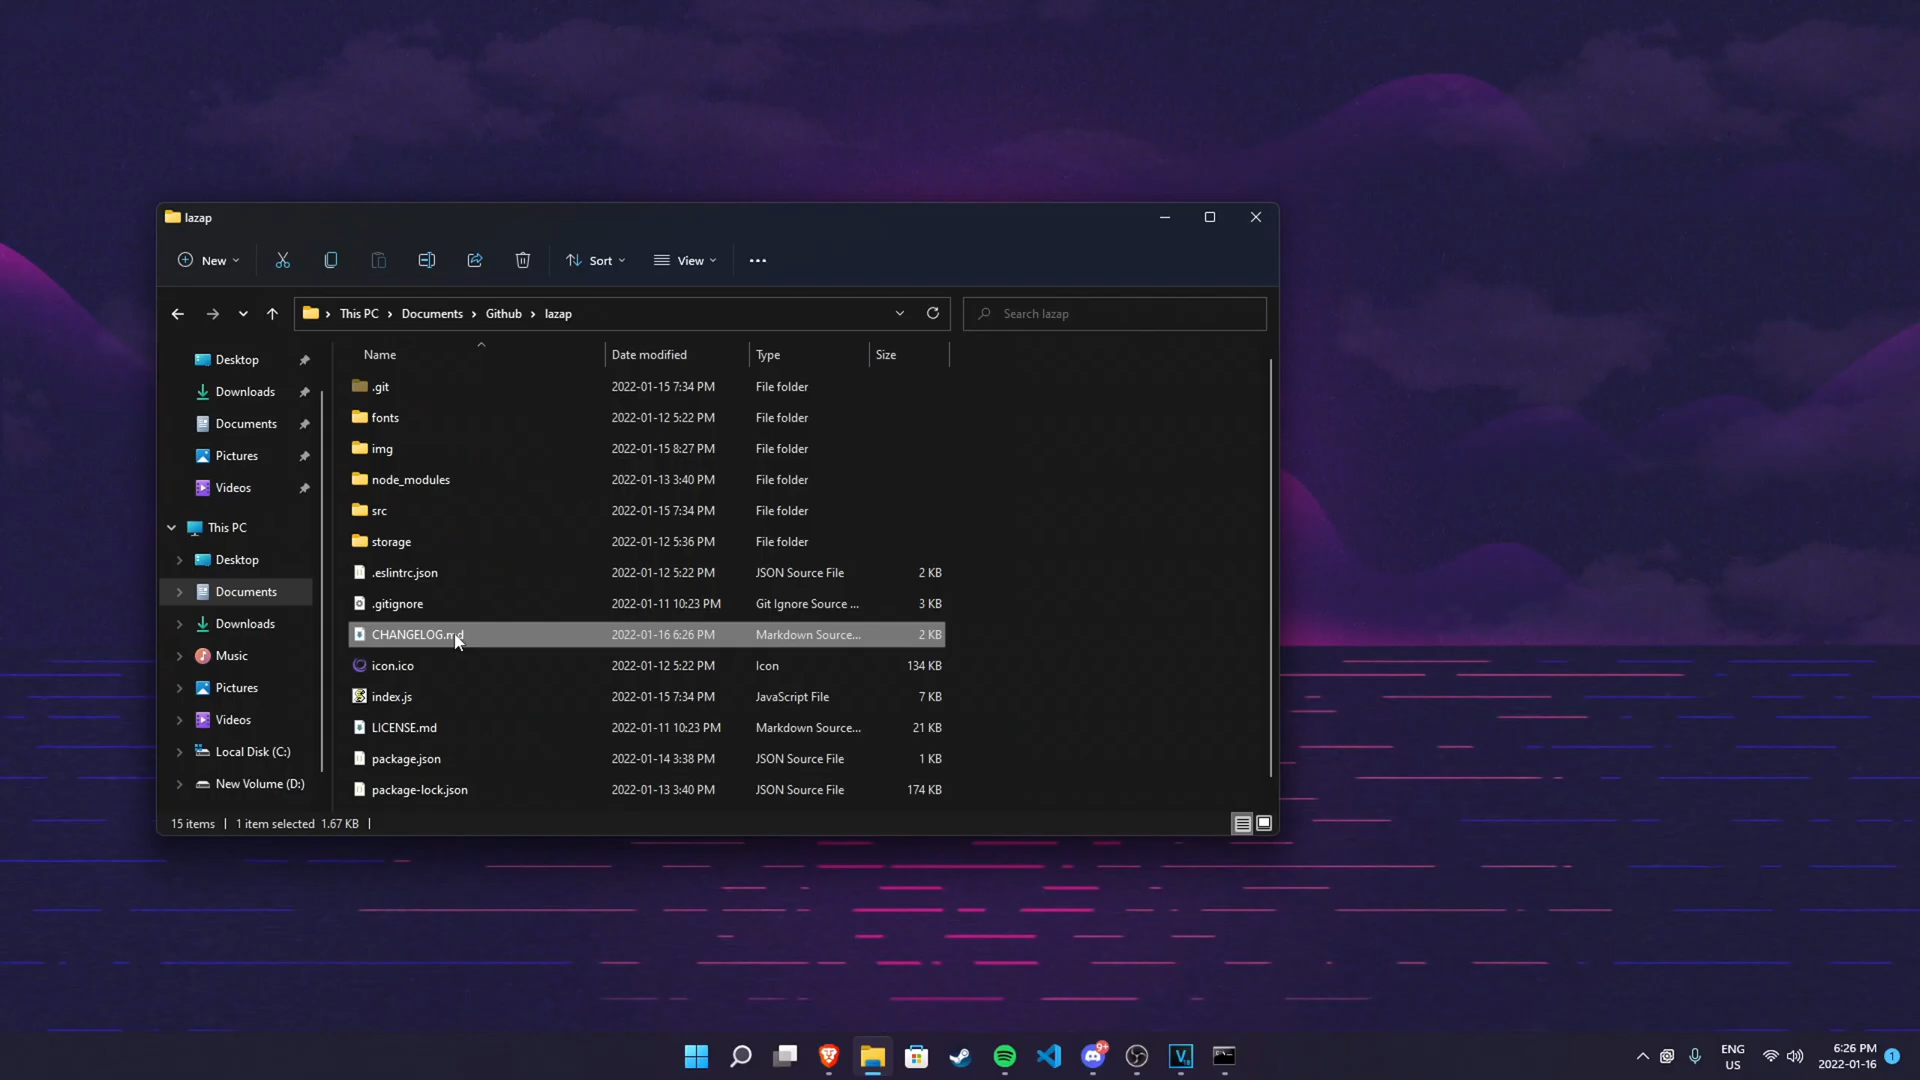 lazap
New
Sort
View
This PC
Documents
Github
lazap
Search lazap
Desktop
Downloads
Documents
Pictures
Videos
This PC
Desktop
Documents
Downloads
Music
Pictures
Videos
Local Disk (C:)
New Volume (D:)
Name Date modified Type Size
.git 2022-01-15 7:34 PM File folder
fonts 2022-01-12 5:22 PM File folder
img 2022-01-15 8:27 PM File folder
node_modules 2022-01-13 3:40 PM File folder
src 2022-01-15 7:34 PM File folder
storage 2022-01-12 5:36 PM File folder
.eslintrc.json 2022-01-12 5:22 PM JSON Source File 2 KB
.gitignore 2022-01-11 10:23 PM Git Ignore Source ... 3 KB
CHANGELOG.md 2022-01-16 6:26 PM Markdown Source... 2 KB
icon.ico 2022-01-12 5:22 PM Icon 134 KB
index.js 2022-01-15 7:34 PM JavaScript File 7 KB
LICENSE.md 2022-01-11 10:23 PM Markdown Source... 21 KB
package.json 2022-01-14 3:38 PM JSON Source File 1 KB
package-lock.json 2022-01-13 3:40 PM JSON Source File 174 KB
15 items | 1 item selected 1.67 KB |
9+
V
ENG
US
6:26 PM
2022-01-16
1